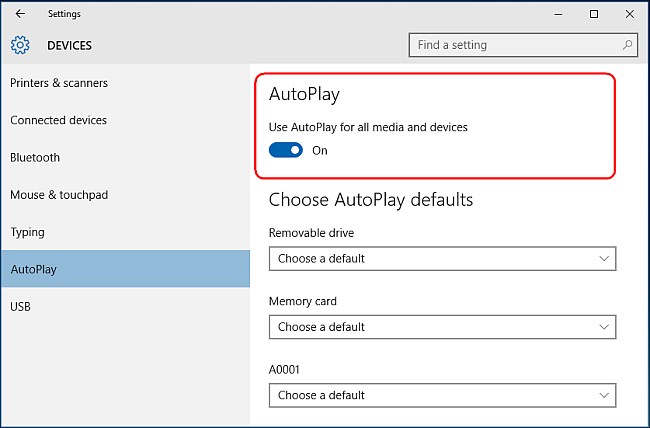 Settings
DEVICES
Find a setting
Printers & scanners
Connected devices
Bluetooth
Mouse & touchpad
Typing
AutoPlay
USB
AutoPlay
Use AutoPlay for all media and devices
On
Choose AutoPlay defaults
Removable drive
Choose a default
Memory card
Choose a default
A0001
Choose a default